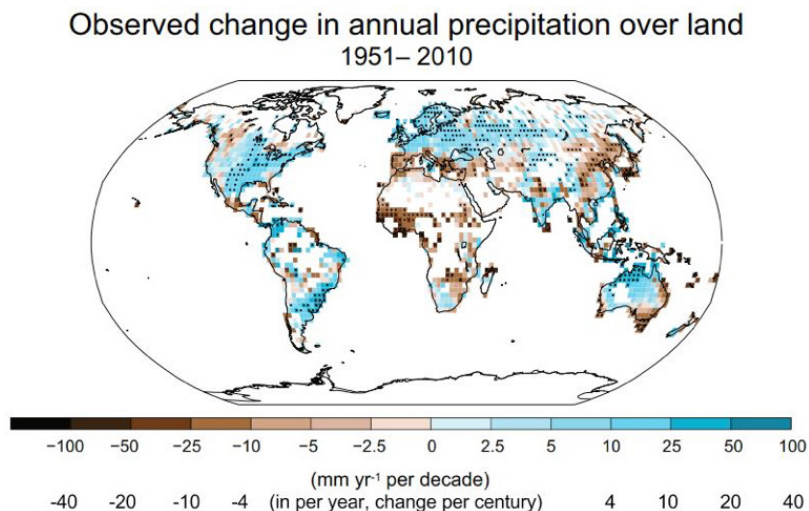 Observed change in annual precipitation over land
1951– 2010
−100 −50 −25 −10 −5 −2.5 0 2.5 5 10 25 50 100
(mm yr-1 per decade)
-40 -20 -10 -4 (in per year, change per century) 4 10 20 40